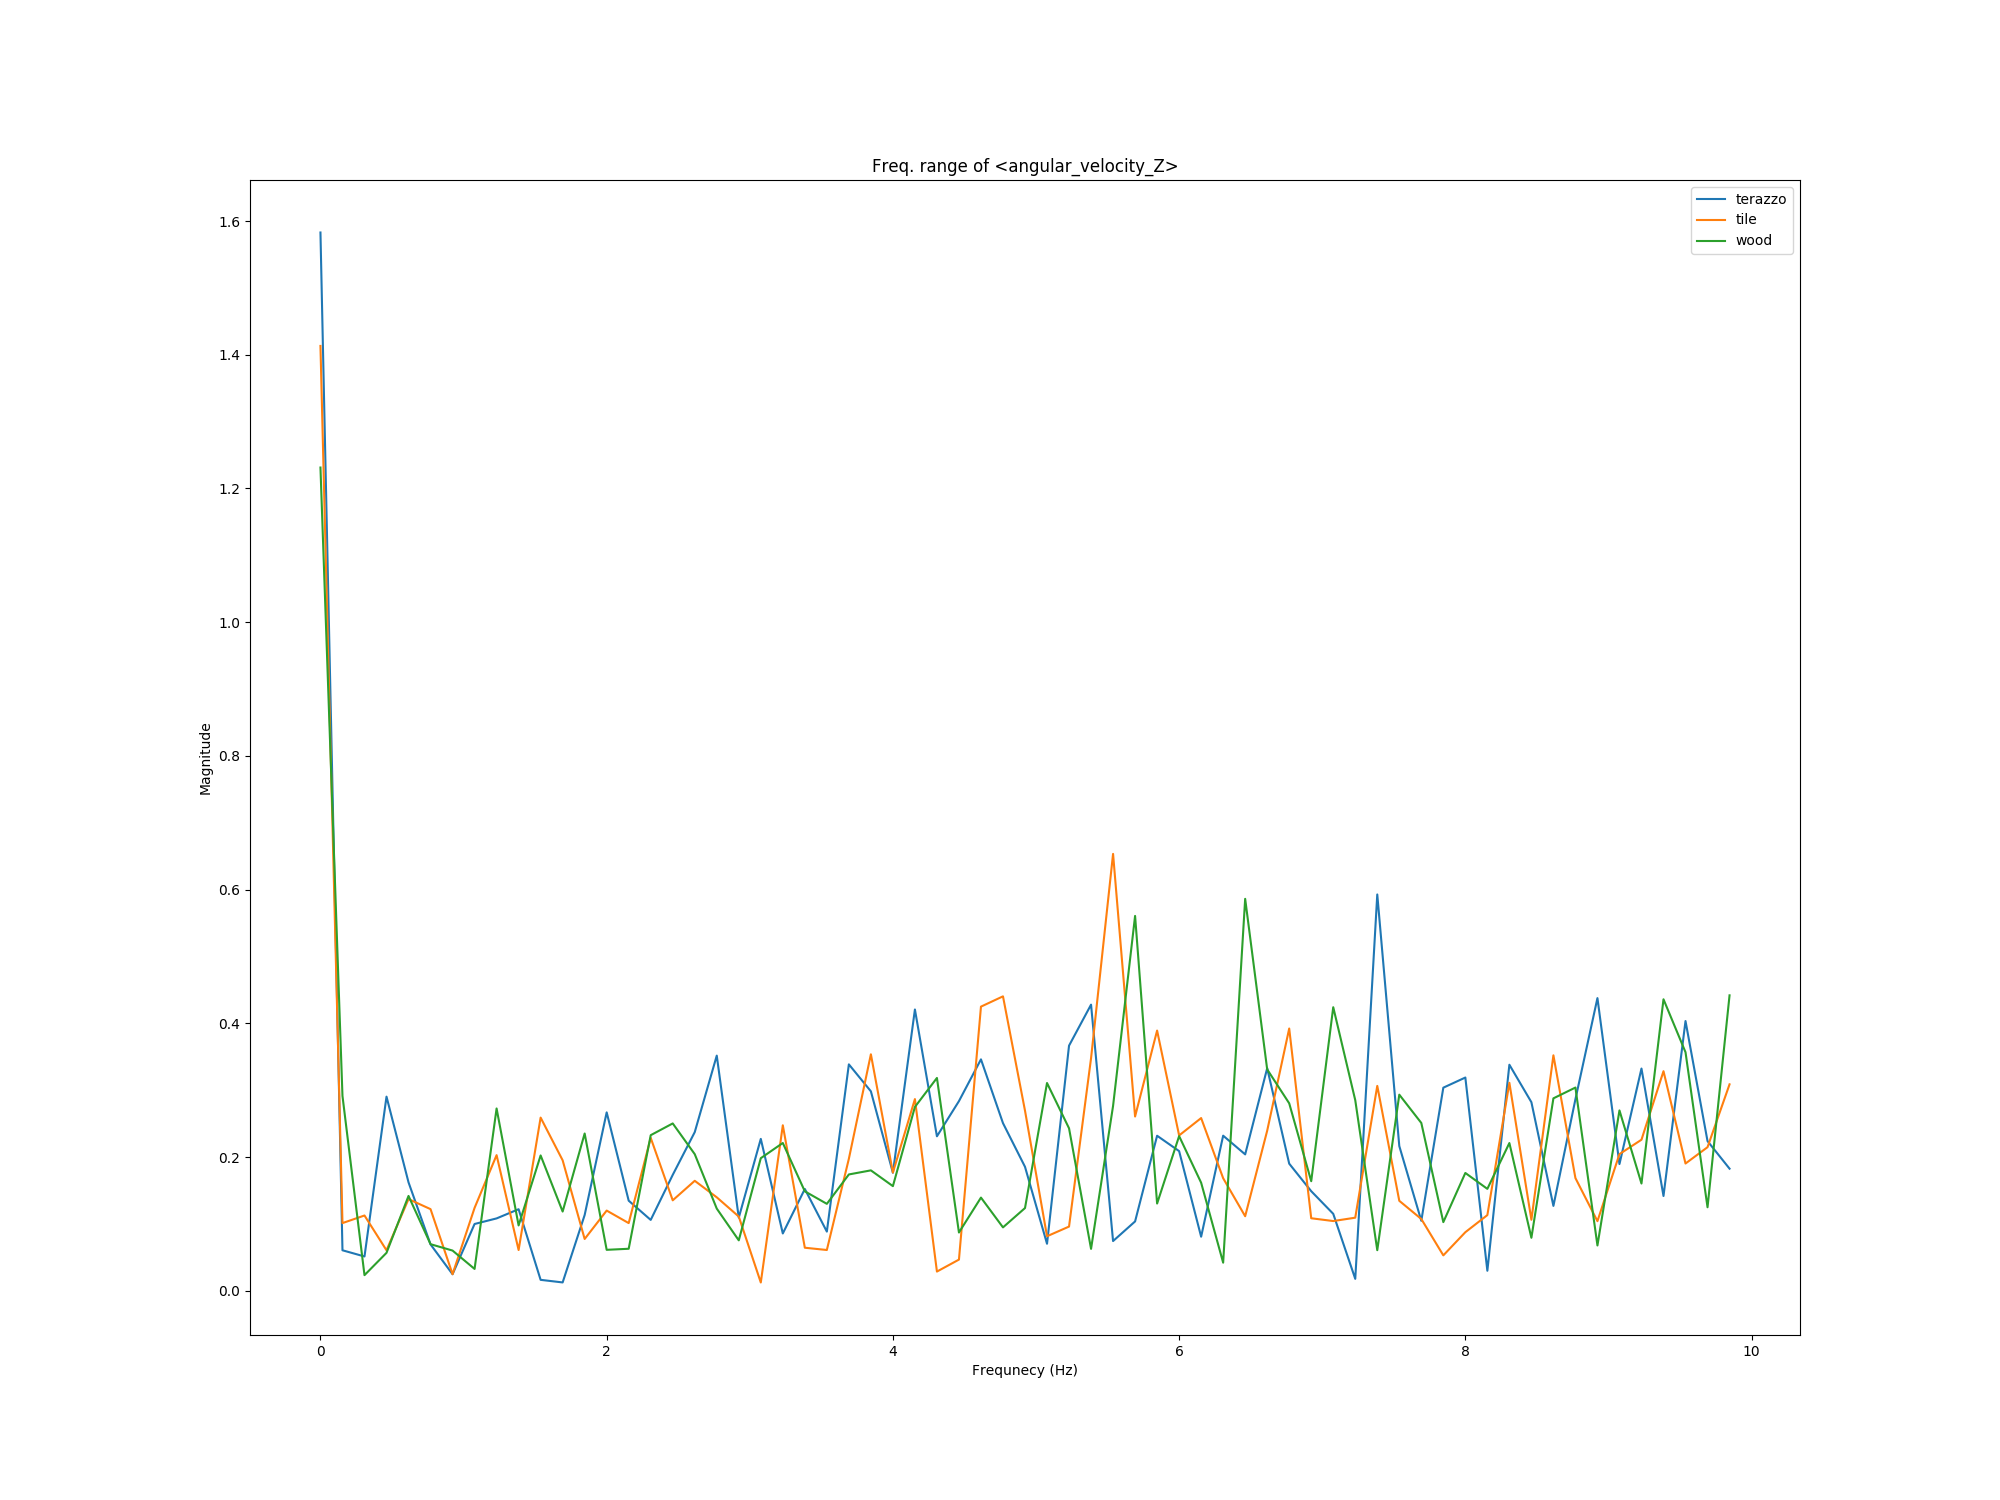 Freq. range of <angular_velocity_Z>
terazzo
tile
wood
1.6
1.4
1.2
1.0
0.8
0.6
0.4
0.2
0.0
Magnitude
0 2 4 6 8 10
Frequnecy (Hz)